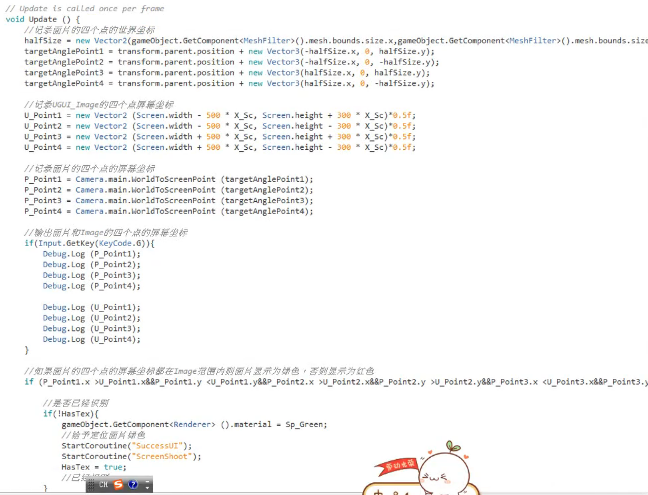 // Update is called once per frame
void Update () {
//记录面片的四个点的世界坐标
halfSize = new Vector2(gameObject.GetComponent<MeshFilter>().mesh.bounds.size.x,gameObject.GetComponent<MeshFilter>().mesh.bounds.size
targetAnglePoint1 = transform.parent.position + new Vector3(-halfSize.x, 0, halfSize.y);
targetAnglePoint2 = transform.parent.position + new Vector3(-halfSize.x, 0, -halfSize.y);
targetAnglePoint3 = transform.parent.position + new Vector3(halfSize.x, 0, halfSize.y);
targetAnglePoint4 = transform.parent.position + new Vector3(halfSize.x, 0, -halfSize.y);
//记录UGUI_Image的四个点屏幕坐标
U_Point1 = new Vector2 (Screen.width - 500 * X_Sc, Screen.height + 300 * X_Sc)*0.5f;
U_Point2 = new Vector2 (Screen.width - 500 * X_Sc, Screen.height - 300 * X_Sc)*0.5f;
U_Point3 = new Vector2 (Screen.width + 500 * X_Sc, Screen.height + 300 * X_Sc)*0.5f;
U_Point4 = new Vector2 (Screen.width + 500 * X_Sc, Screen.height - 300 * X_Sc)*0.5f;
//记录面片的四个点的屏幕坐标
P_Point1 = Camera.main.WorldToScreenPoint (targetAnglePoint1);
P_Point2 = Camera.main.WorldToScreenPoint (targetAnglePoint2);
P_Point3 = Camera.main.WorldToScreenPoint (targetAnglePoint3);
P_Point4 = Camera.main.WorldToScreenPoint (targetAnglePoint4);
//输出面片和Image的四个点的屏幕坐标
if(Input.GetKey(KeyCode.G)){
Debug.Log (P_Point1);
Debug.Log (P_Point2);
Debug.Log (P_Point3);
Debug.Log (P_Point4);
Debug.Log (U_Point1);
Debug.Log (U_Point2);
Debug.Log (U_Point3);
Debug.Log (U_Point4);
}
//如果面片的四个点的屏幕坐标都在Image范围内则面片显示为绿色，否则显示为红色
if (P_Point1.x >U_Point1.x&&P_Point1.y <U_Point1.y&&P_Point2.x >U_Point2.x&&P_Point2.y >U_Point2.y&&P_Point3.x <U_Point3.x&&P_Point3.y
//是否已经识别
if(!HasTex){
gameObject.GetComponent<Renderer> ().material = Sp_Green;
//给予定位面片绿色
StartCoroutine("SuccessUI");
StartCoroutine("ScreenShoot");
HasTex = true;
//已经
}
CH